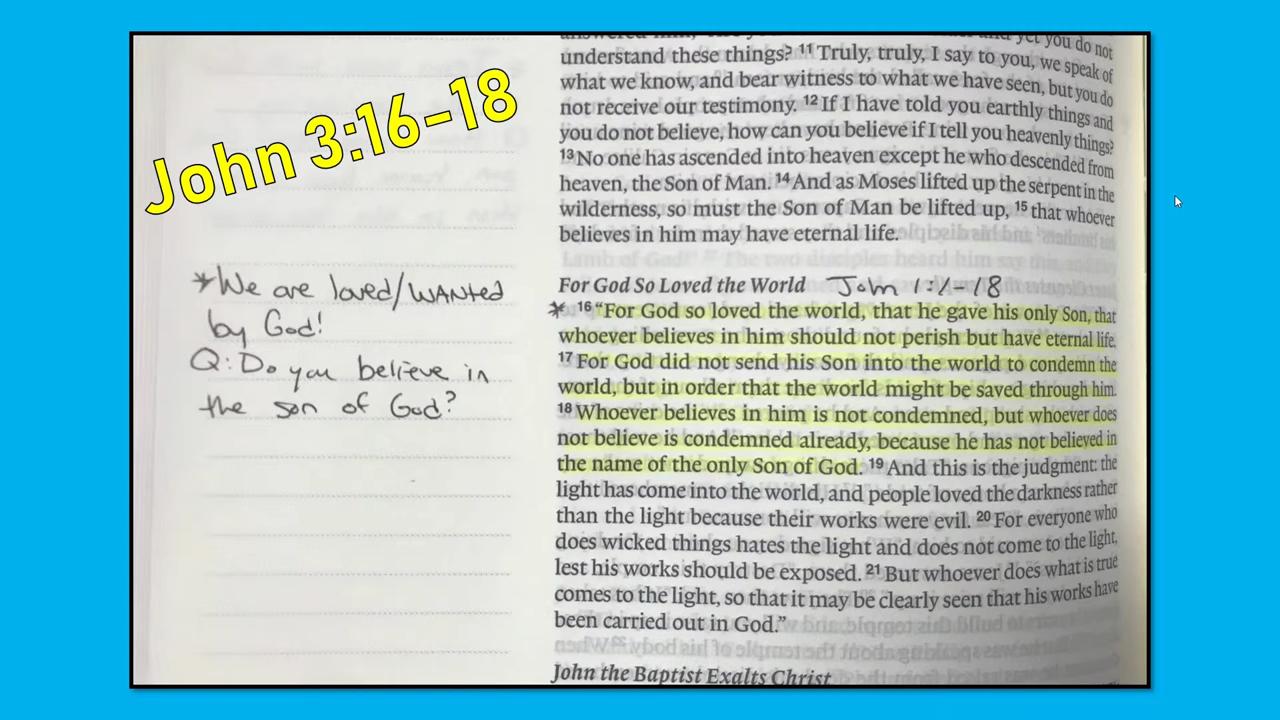 John 3:16-18
*We are loved/WANTED
by God!
Q: Do you believe in
the son of God?
answered him, and yet you do not
understand these things? 11 Truly, truly, I say to you, we speak of
what we know, and bear witness to what we have seen, but you do
not receive our testimony. 12 If I have told you earthly things and
you do not believe, how can you believe if I tell you heavenly things?
13 No one has ascended into heaven except he who descended from
heaven, the Son of Man. 14 And as Moses lifted up the serpent in the
wilderness, so must the Son of Man be lifted up, 15 that whoever
believes in him may have eternal life.
For God So Loved the World John
* 16 “For God so loved the world, that he gave his only Son, that
whoever believes in him should not perish but have eternal life.
17 For God did not send his Son into the world to condemn the
world, but in order that the world might be saved through him.
18 Whoever believes in him is not condemned, but whoever does
not believe is condemned already, because he has not believed in
the name of the only Son of God. 19 And this is the judgment: the
light has come into the world, and people loved the darkness rather
than the light because their works were evil. 20 For everyone who
does wicked things hates the light and does not come to the light,
lest his works should be exposed. 21 But whoever does what is true
comes to the light, so that it may be clearly seen that his works have
been carried out in God.”
John the Baptist Exalts Christ